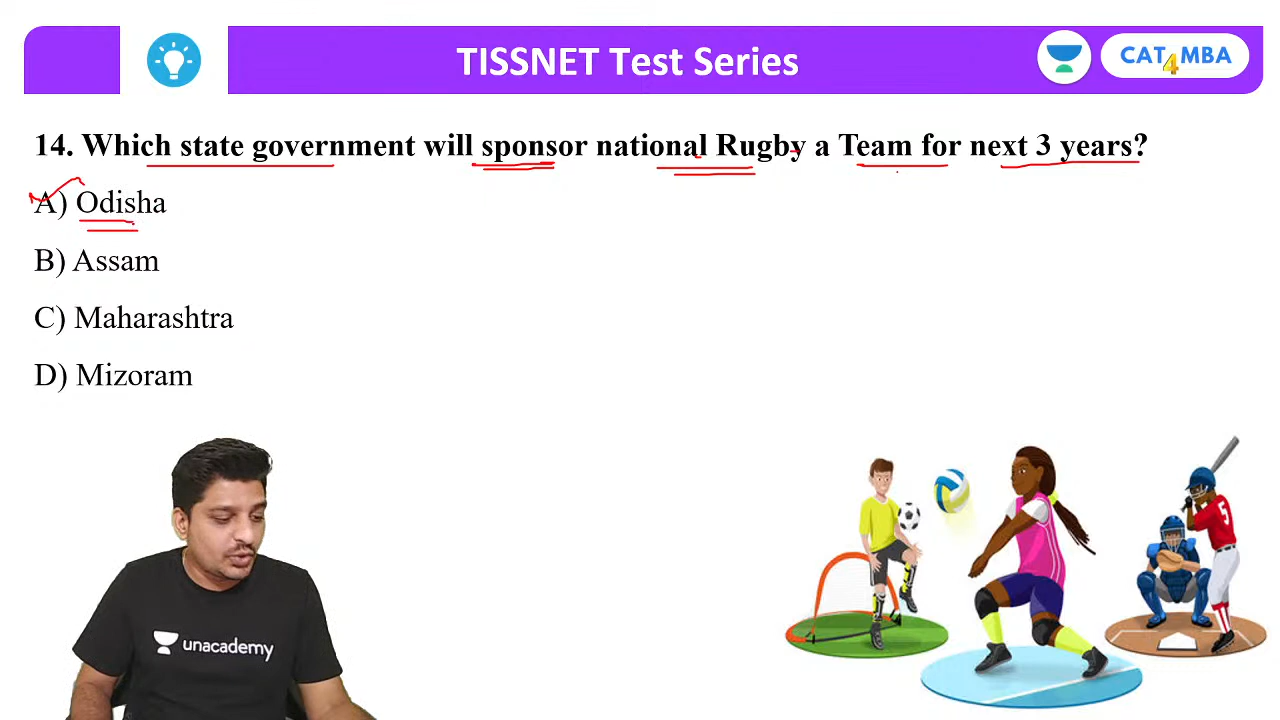 TISSNET Test Series
CAT4MBA
14. Which state government will sponsor national Rugby a Team for next 3 years?
A) Odisha
B) Assam
C) Maharashtra
D) Mizoram
unacademy
5